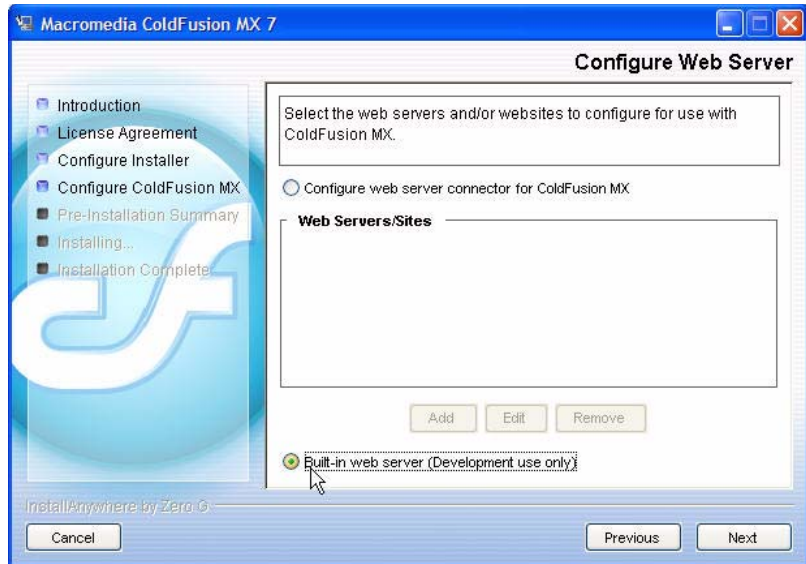 Macromedia ColdFusion MX 7
Configure Web Server
Introduction
License Agreement
Configure Installer
Configure ColdFusion MX
Pre-Installation Summary
Installing...
Installation Complete
Select the web servers and/or websites to configure for use with
ColdFusion MX.
Configure web server connector for ColdFusion MX
Web Servers/Sites
Add Edit Remove
Built-in web server (Development use only)
InstallAnywhere by Zero G
Cancel Previous Next